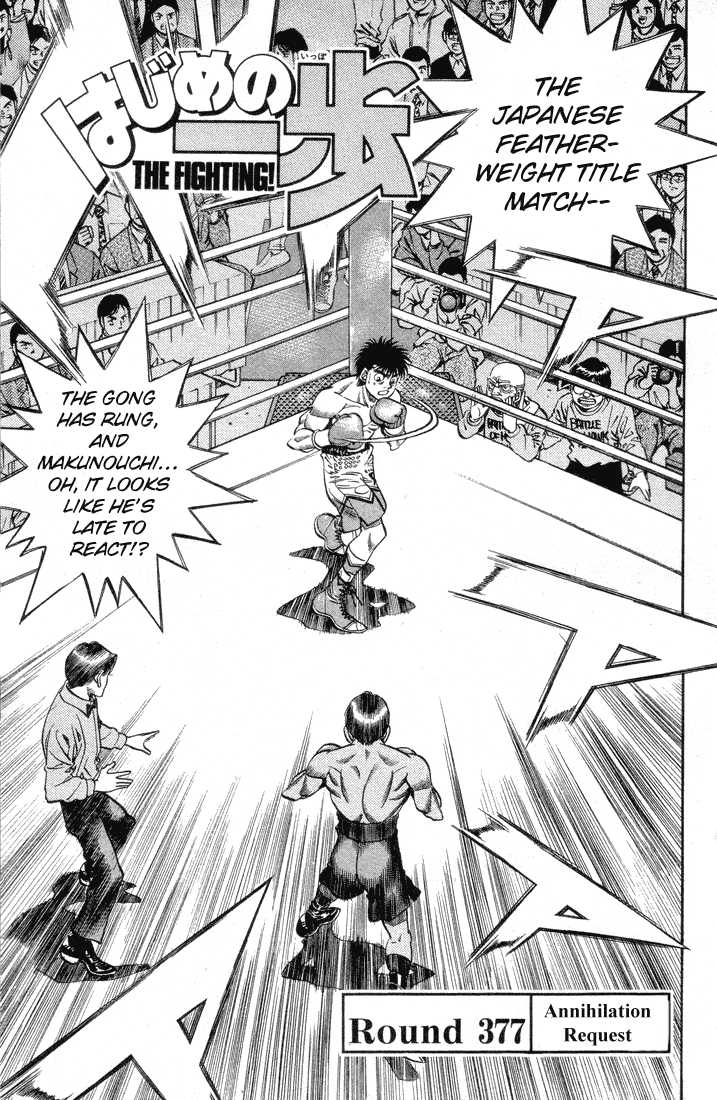 はじめの
いっぽ
一歩
THE FIGHTING!
THE
JAPANESE
FEATHER-
WEIGHT TITLE
MATCH--
THE GONG
HAS RUNG,
AND
MAKUNOUCHI...
OH, IT LOOKS
LIKE HE'S
LATE TO
REACT!?
BATTLE
Round 377
Annihilation
Request